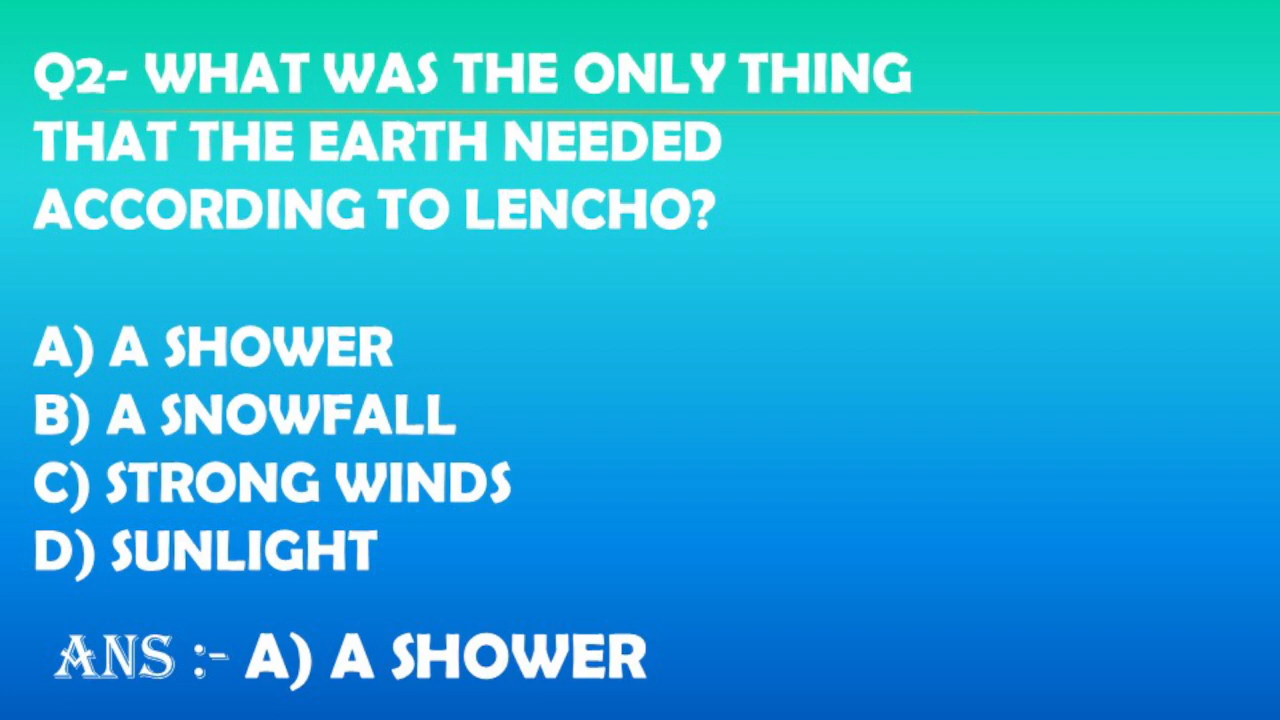 Q2- WHAT WAS THE ONLY THING
THAT THE EARTH NEEDED
ACCORDING TO LENCHO?
A) A SHOWER
B) A SNOWFALL
C) STRONG WINDS
D) SUNLIGHT
ANS :- A) A SHOWER